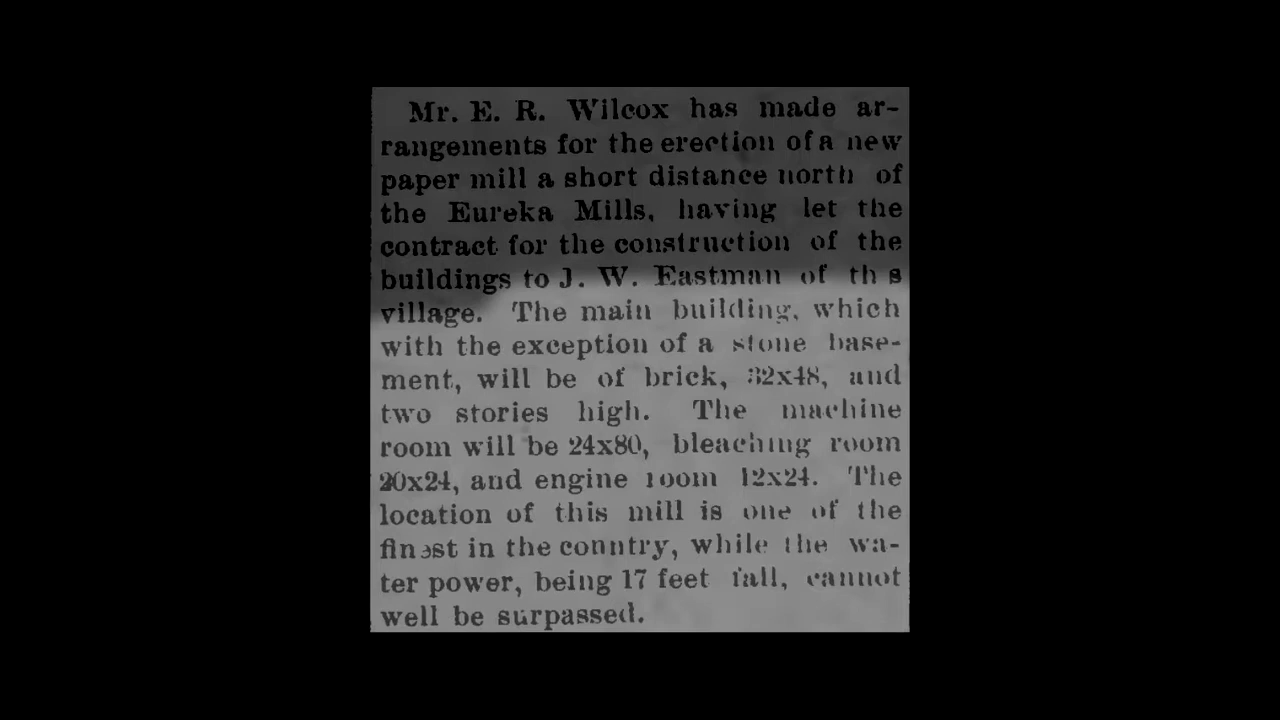 Mr. E. R. Wilcox has made ar-
rangements for the erection of a new
paper mill a short distance north of
the Eureka Mills, having let the
contract for the construction of the
buildings to J. W. Eastman of th s
village. The main building, which
with the exception of a stone base-
ment, will be of brick, 32x48, and
two stories high. The machine
room will be 24x80, bleaching room
20x24, and engine room 12x24. The
location of this mill is one of the
finest in the conntry, while the wa-
ter power, being 17 feet fall, cannot
well be surpassed.